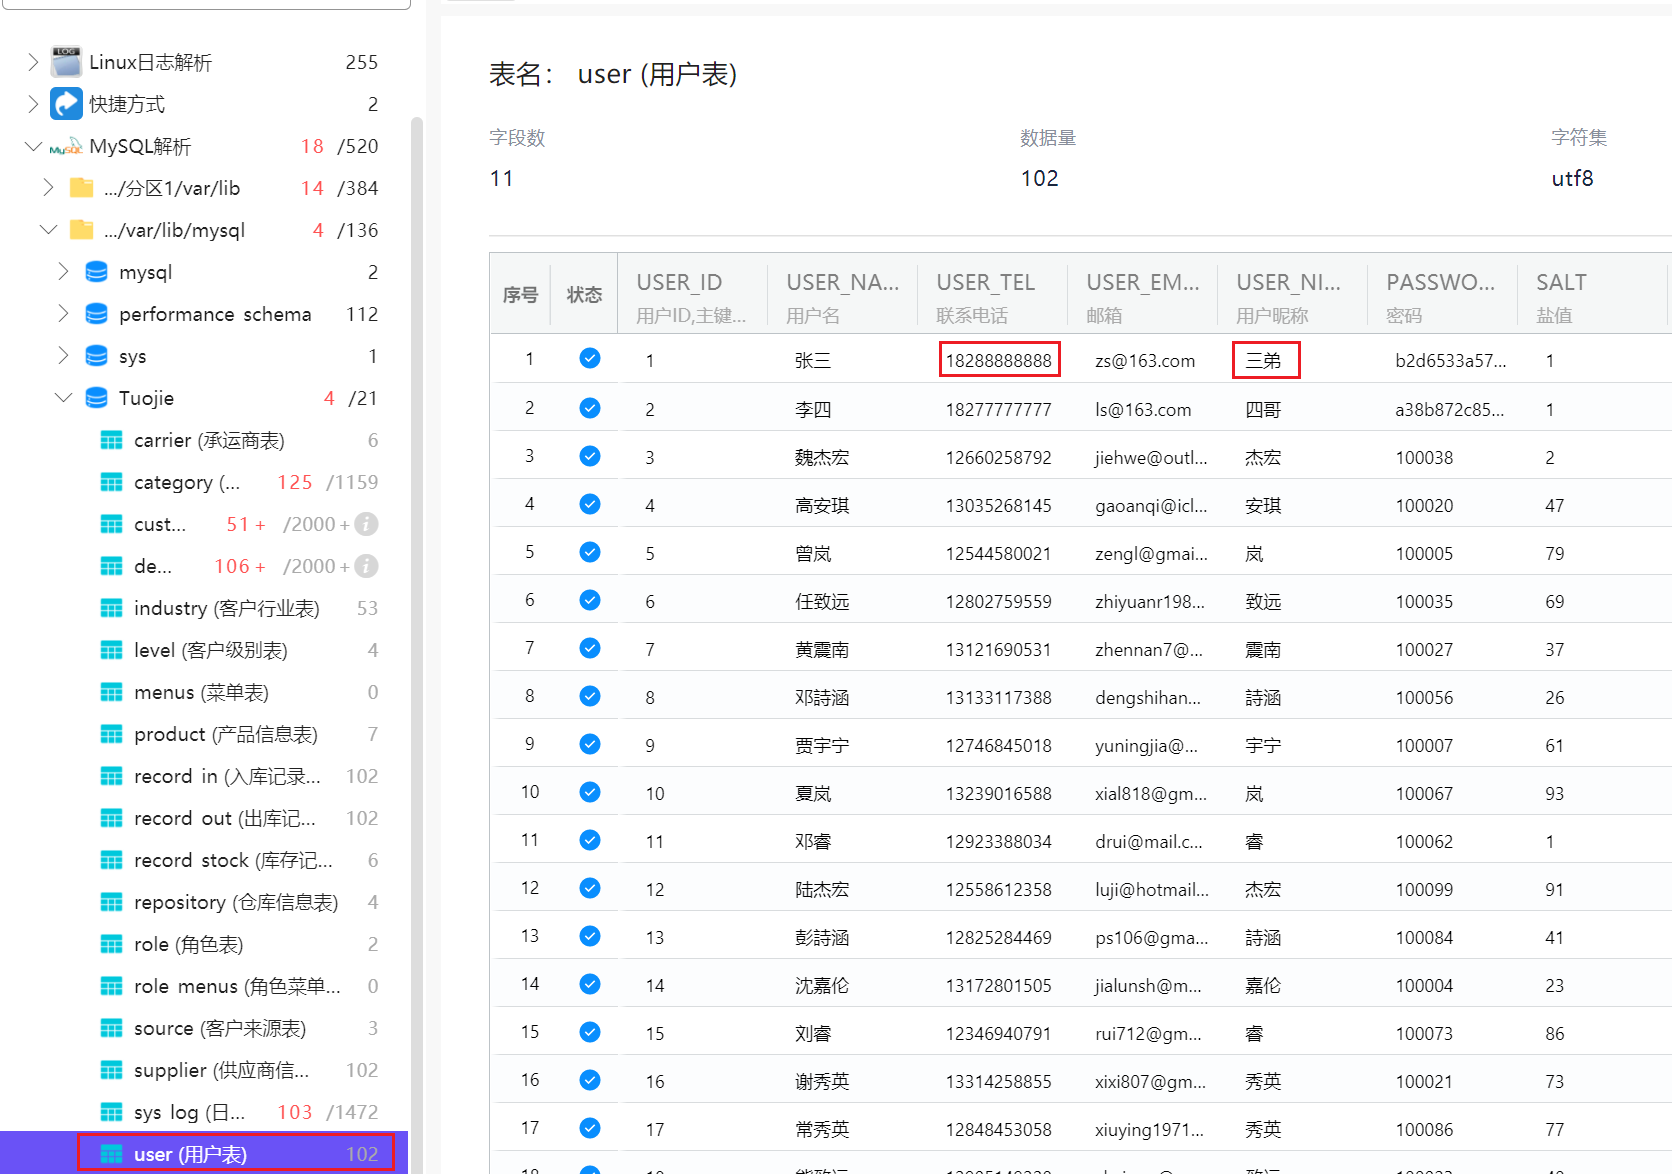 Linux日志解析 255
快捷方式 2
MySQL解析 18 /520
.../分区1/var/lib 14 /384
.../var/lib/mysql 4 /136
mysql 2
performance schema 112
sys 1
Tuojie 4 /21
carrier (承运商表) 6
category (... 125 /1159
cust... 51+ /2000+
de... 106+ /2000+
industry (客户行业表) 53
level (客户级别表) 4
menus (菜单表) 0
product (产品信息表) 7
record in (入库记录... 102
record out (出库记... 102
record stock (库存记... 6
repository (仓库信息表) 4
role (角色表) 2
role menus (角色菜单... 0
source (客户来源表) 3
supplier (供应商信... 102
sys log (日... 103 /1472
user (用户表) 102
表名： user (用户表)
字段数 数据量 字符集
11 102 utf8
序号 状态 USER_ID USER_NA... USER_TEL USER_EM... USER_NI... PASSWO... SALT
用户ID,主键... 用户名 联系电话 邮箱 用户昵称 密码 盐值
1 1 张三 18288888888 zs@163.com 三弟 b2d6533a57... 1
2 2 李四 18277777777 ls@163.com 四哥 a38b872c85... 1
3 3 魏杰宏 12660258792 jiehwe@outl... 杰宏 100038 2
4 4 高安琪 13035268145 gaoanqi@icl... 安琪 100020 47
5 5 曾岚 12544580021 zengl@gmai... 岚 100005 79
6 6 任致远 12802759559 zhiyuanr198... 致远 100035 69
7 7 黄震南 13121690531 zhennan7@... 震南 100027 37
8 8 邓詩涵 13133117388 dengshihan... 詩涵 100056 26
9 9 贾宇宁 12746845018 yuningjia@... 宇宁 100007 61
10 10 夏岚 13239016588 xial818@gm... 岚 100067 93
11 11 邓睿 12923388034 drui@mail.c... 睿 100062 1
12 12 陆杰宏 12558612358 luji@hotmail... 杰宏 100099 91
13 13 彭詩涵 12825284469 ps106@gma... 詩涵 100084 41
14 14 沈嘉伦 13172801505 jialunsh@m... 嘉伦 100004 23
15 15 刘睿 12346940791 rui712@gm... 睿 100073 86
16 16 谢秀英 13314258855 xixi807@gm... 秀英 100021 73
17 17 常秀英 12848453058 xiuying1971... 秀英 100086 77